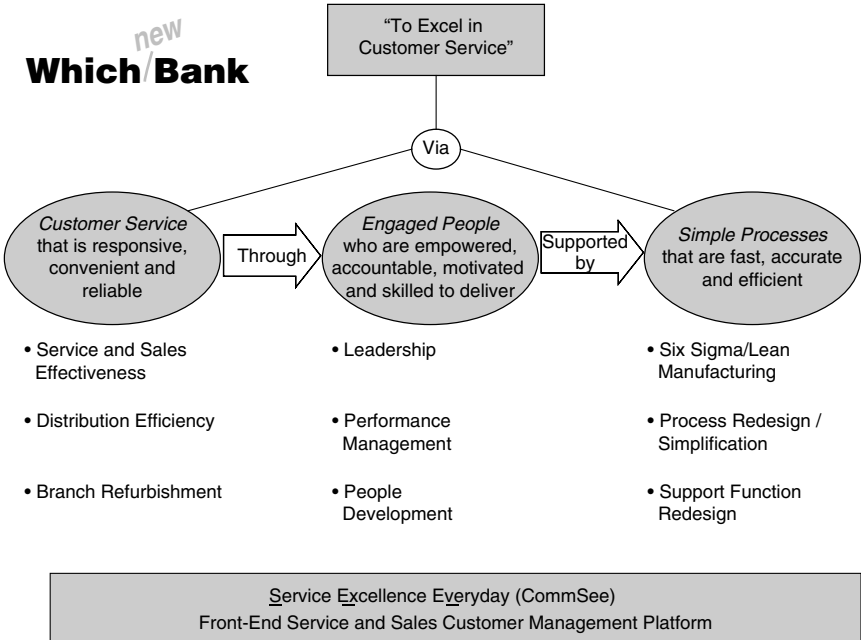 "To Excel in
Customer Service"
new
Which/Bank
Via
Customer Service
that is responsive,
convenient and
reliable
Through
Engaged People
who are empowered,
accountable, motivated
and skilled to deliver
Supported
by
Simple Processes
that are fast, accurate
and efficient
• Service and Sales
Effectiveness
• Distribution Efficiency
• Branch Refurbishment
• Leadership
• Performance
Management
• People
Development
• Six Sigma/Lean
Manufacturing
• Process Redesign /
Simplification
• Support Function
Redesign
Service Excellence Everyday (CommSee)
Front-End Service and Sales Customer Management Platform